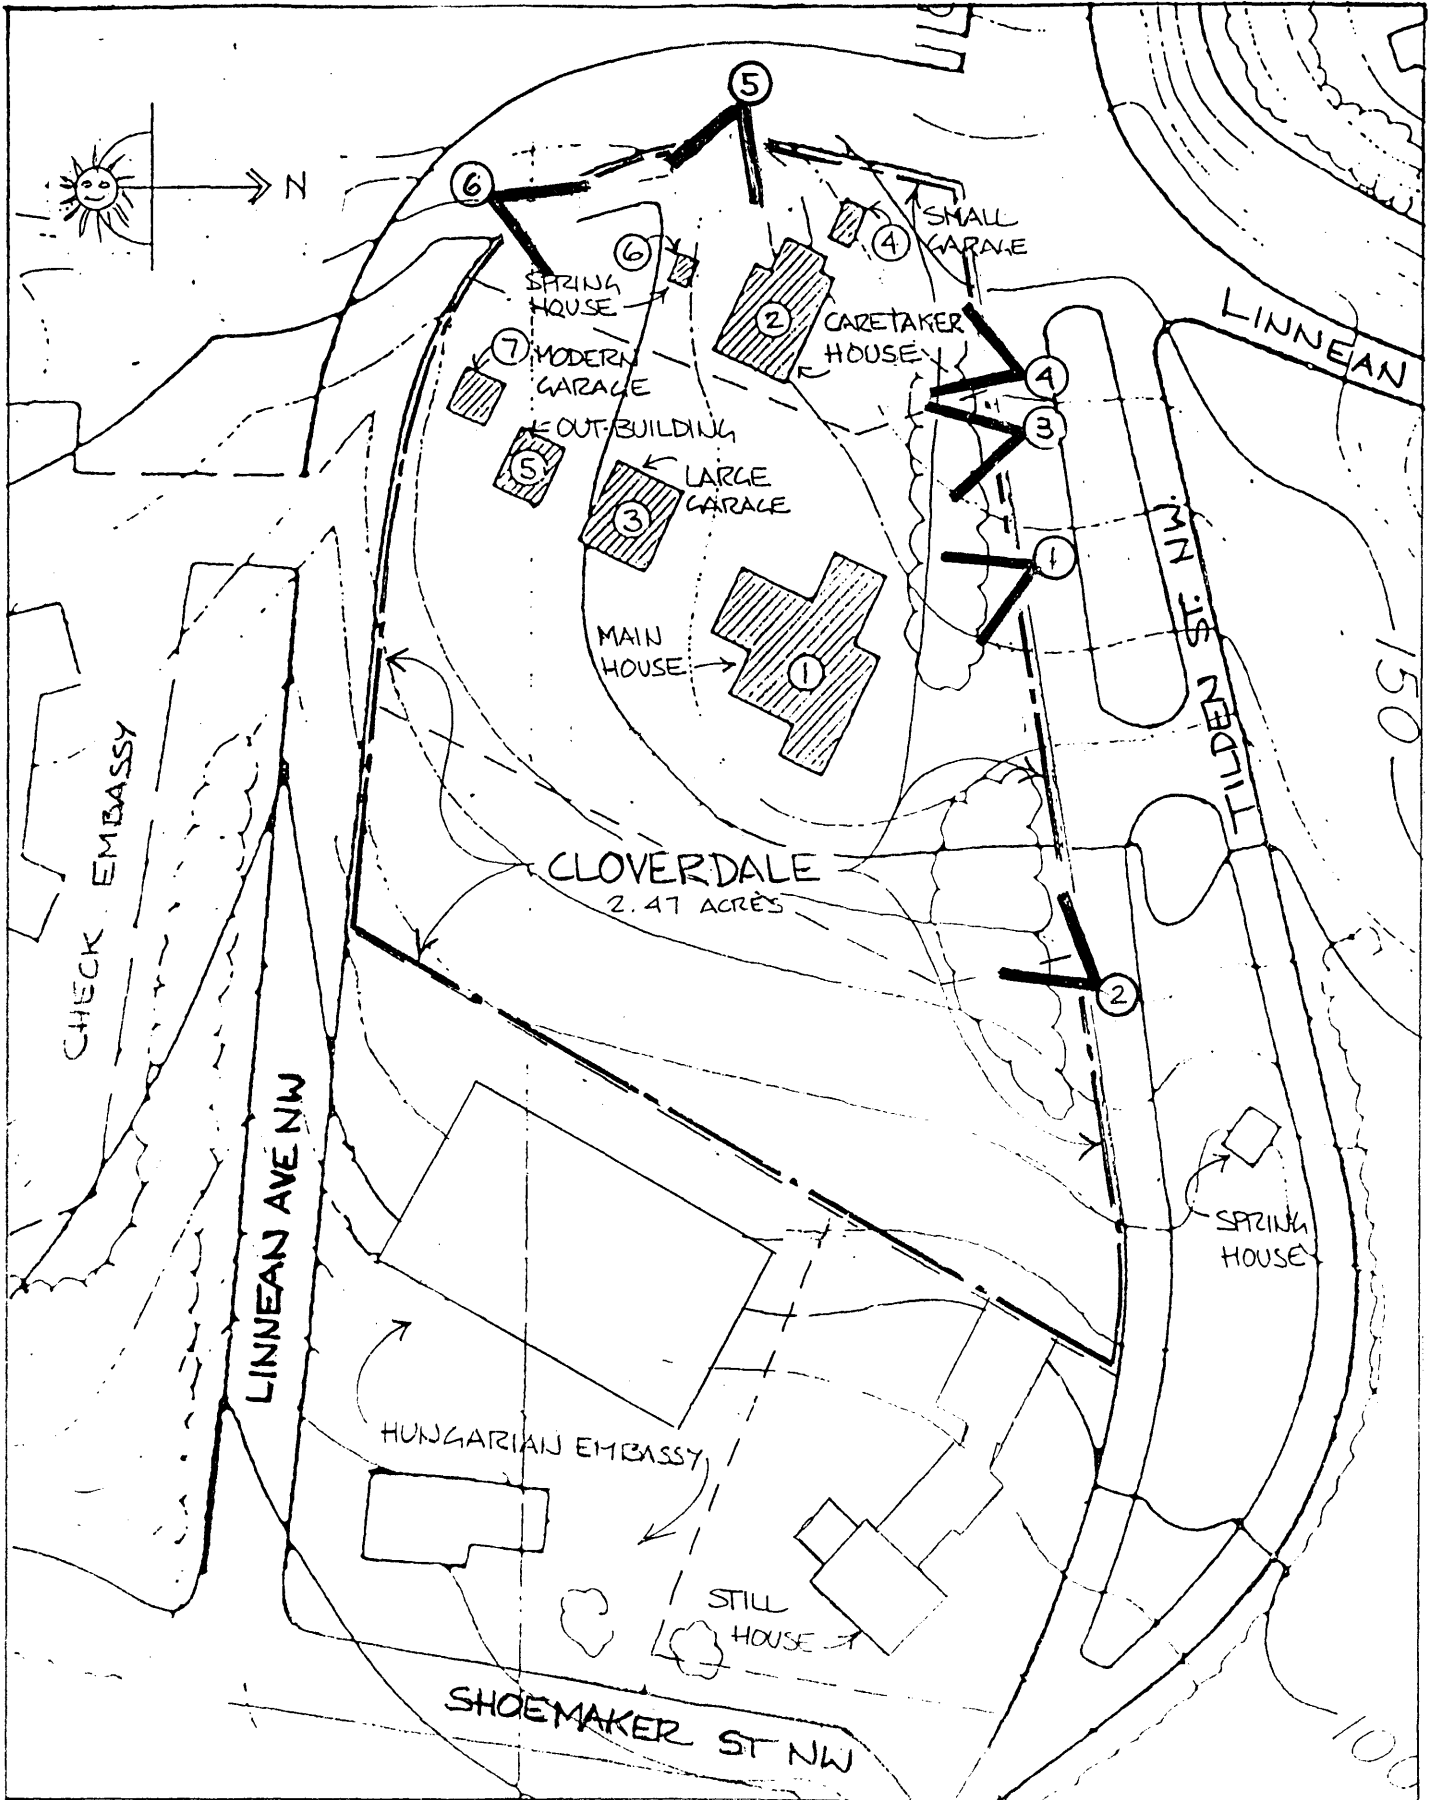 5
6
N
SMALL
GARAGE
4
6
SPRING
HOUSE
2
CARETAKER
HOUSE
LINNEAN
7
MODERN
GARAGE
4
3
OUT-BUILDING
5
LARGE
GARAGE
3
1
TILDEN ST. NW.
MAIN
HOUSE
1
150
CHECK EMBASSY
CLOVERDALE
2.47 ACRES
2
LINNEAN AVE NW
SPRING
HOUSE
HUNGARIAN EMBASSY
STILL
HOUSE
SHOEMAKER ST NW
100